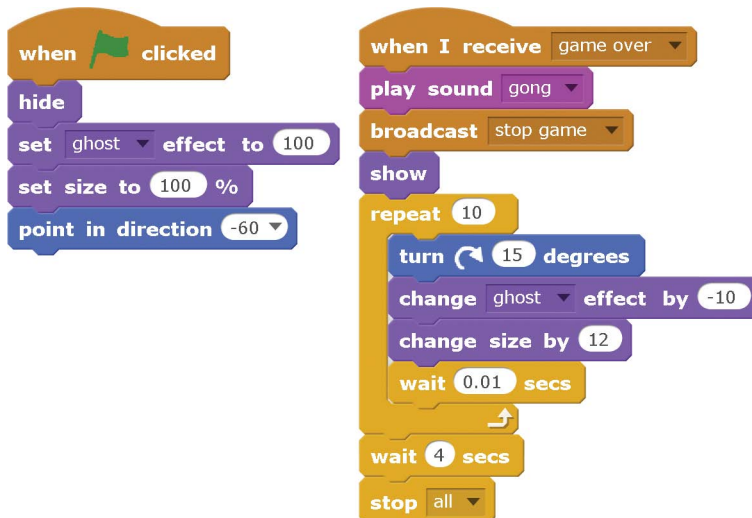 when clicked
hide
set ghost effect to 100
set size to 100 %
point in direction -60
when I receive game over
play sound gong
broadcast stop game
show
repeat 10
turn 15 degrees
change ghost effect by -10
change size by 12
wait 0.01 secs
wait 4 secs
stop all